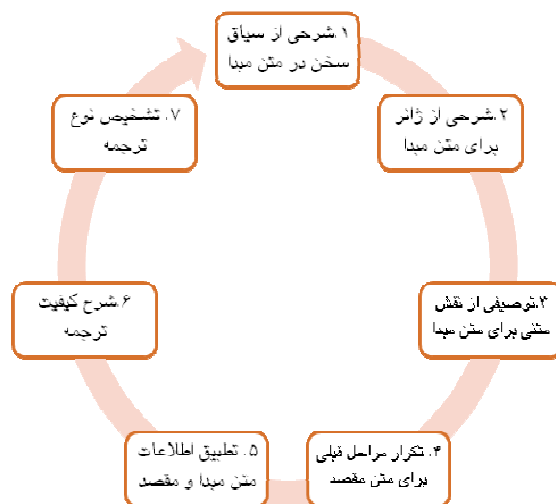 ۱.شرحی از سیاق
سخن در متن مبدا
۲.شرحی از ژانر
برای متن مبدا
۳.توصیفی از نقش
متنی برای متن مبدا
۴. تکرار مراحل قبلی
برای متن مقصد
۵. تطبیق اطلاعات
متن مبدا و مقصد
۶.شرح کیفیت
ترجمه
۷. تشخیص نوع
ترجمه